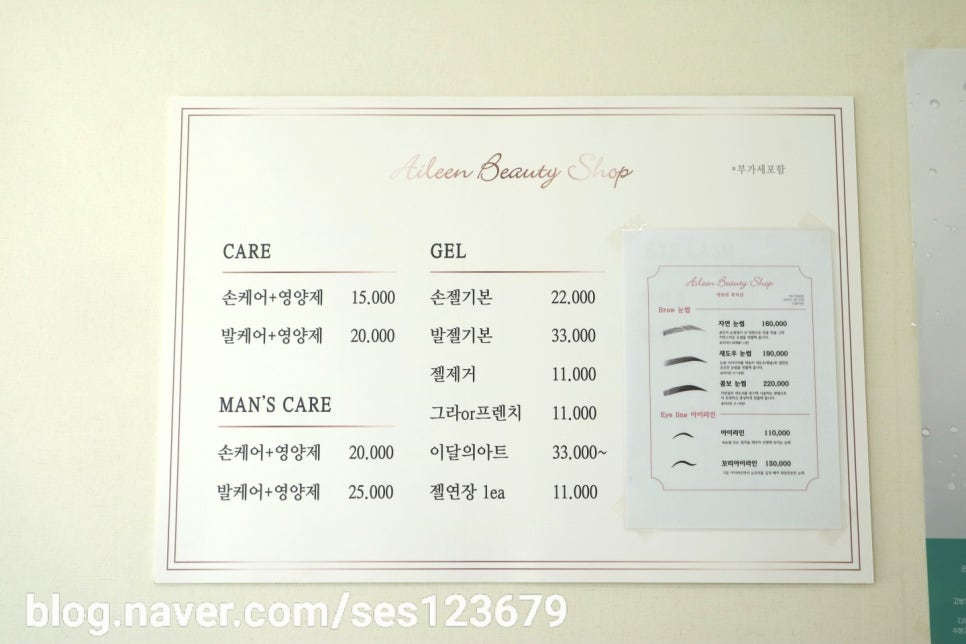 Aileen Beauty Shop
*부가세포함
CARE
손케어+영양제 15.000
발케어+영양제 20.000
MAN'S CARE
손케어+영양제 20.000
발케어+영양제 25.000
GEL
손젤기본 22.000
발젤기본 33.000
젤제거 11.000
그라or프렌치 11.000
이달의아트 33.000~
젤연장 1ea 11.000
Aileen Beauty Shop
Brow 눈썹
자연 눈썹 160,000
섀도우 눈썹 190,000
콤보 눈썹 220,000
Eye line 아이라인
아이라인 110,000
꼬리아이라인 150,000
blog.naver.com/ses123679